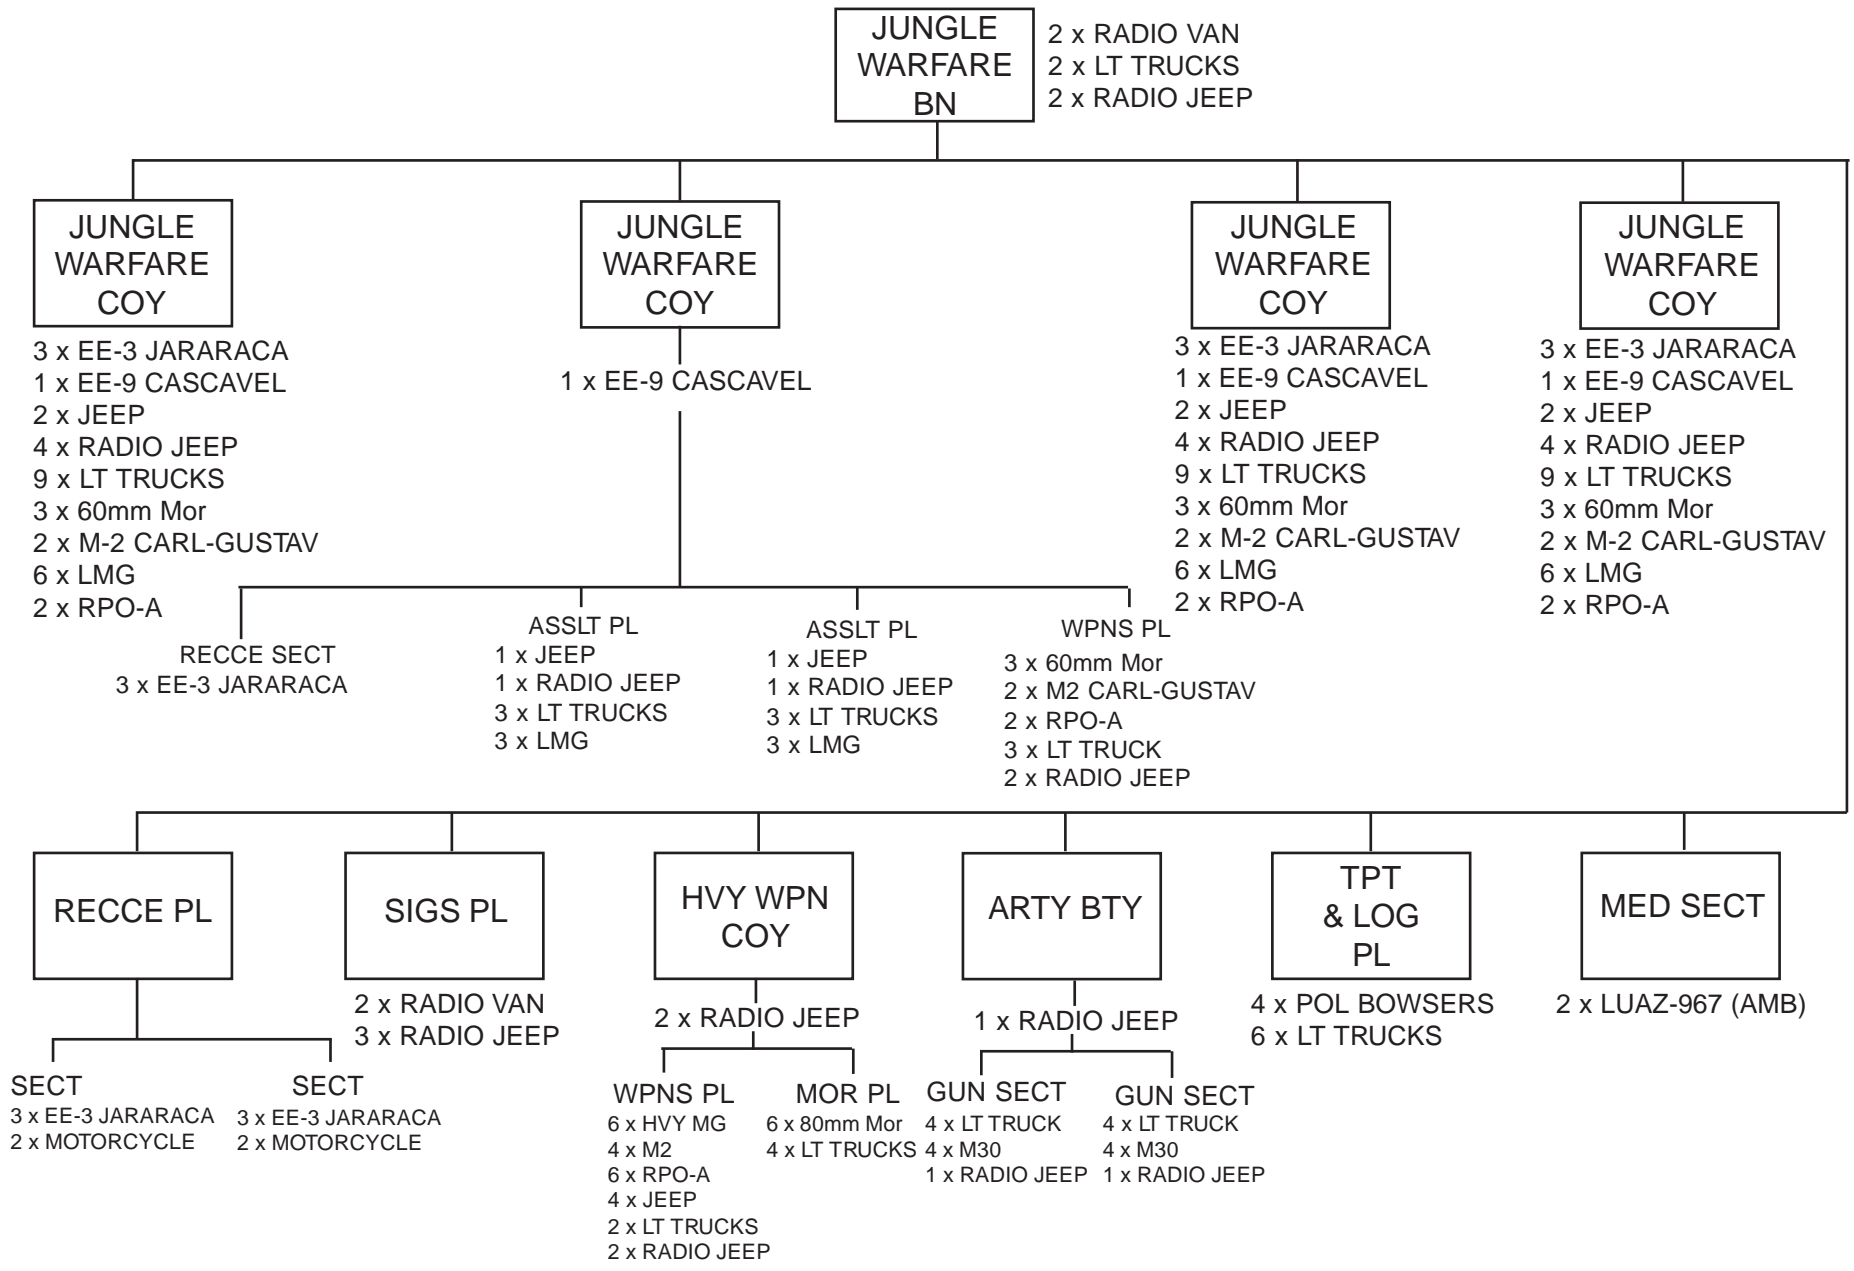 JUNGLE
WARFARE
BN
2 x RADIO VAN
2 x LT TRUCKS
2 x RADIO JEEP
JUNGLE
WARFARE
COY
3 x EE-3 JARARACA
1 x EE-9 CASCAVEL
2 x JEEP
4 x RADIO JEEP
9 x LT TRUCKS
3 x 60mm Mor
2 x M-2 CARL-GUSTAV
6 x LMG
2 x RPO-A
JUNGLE
WARFARE
COY
1 x EE-9 CASCAVEL
RECCE SECT
3 x EE-3 JARARACA
ASSLT PL
1 x JEEP
1 x RADIO JEEP
3 x LT TRUCKS
3 x LMG
ASSLT PL
1 x JEEP
1 x RADIO JEEP
3 x LT TRUCKS
3 x LMG
WPNS PL
3 x 60mm Mor
2 x M2 CARL-GUSTAV
2 x RPO-A
3 x LT TRUCK
2 x RADIO JEEP
JUNGLE
WARFARE
COY
3 x EE-3 JARARACA
1 x EE-9 CASCAVEL
2 x JEEP
4 x RADIO JEEP
9 x LT TRUCKS
3 x 60mm Mor
2 x M-2 CARL-GUSTAV
6 x LMG
2 x RPO-A
JUNGLE
WARFARE
COY
3 x EE-3 JARARACA
1 x EE-9 CASCAVEL
2 x JEEP
4 x RADIO JEEP
9 x LT TRUCKS
3 x 60mm Mor
2 x M-2 CARL-GUSTAV
6 x LMG
2 x RPO-A
RECCE PL
SECT
3 x EE-3 JARARACA
2 x MOTORCYCLE
SECT
3 x EE-3 JARARACA
2 x MOTORCYCLE
SIGS PL
2 x RADIO VAN
3 x RADIO JEEP
HVY WPN
COY
2 x RADIO JEEP
WPNS PL
6 x HVY MG
4 x M2
6 x RPO-A
4 x JEEP
2 x LT TRUCKS
2 x RADIO JEEP
MOR PL
6 x 80mm Mor
4 x LT TRUCKS
ARTY BTY
1 x RADIO JEEP
GUN SECT
4 x LT TRUCK
4 x M30
1 x RADIO JEEP
GUN SECT
4 x LT TRUCK
4 x M30
1 x RADIO JEEP
TPT
& LOG
PL
4 x POL BOWSERS
6 x LT TRUCKS
MED SECT
2 x LUAZ-967 (AMB)